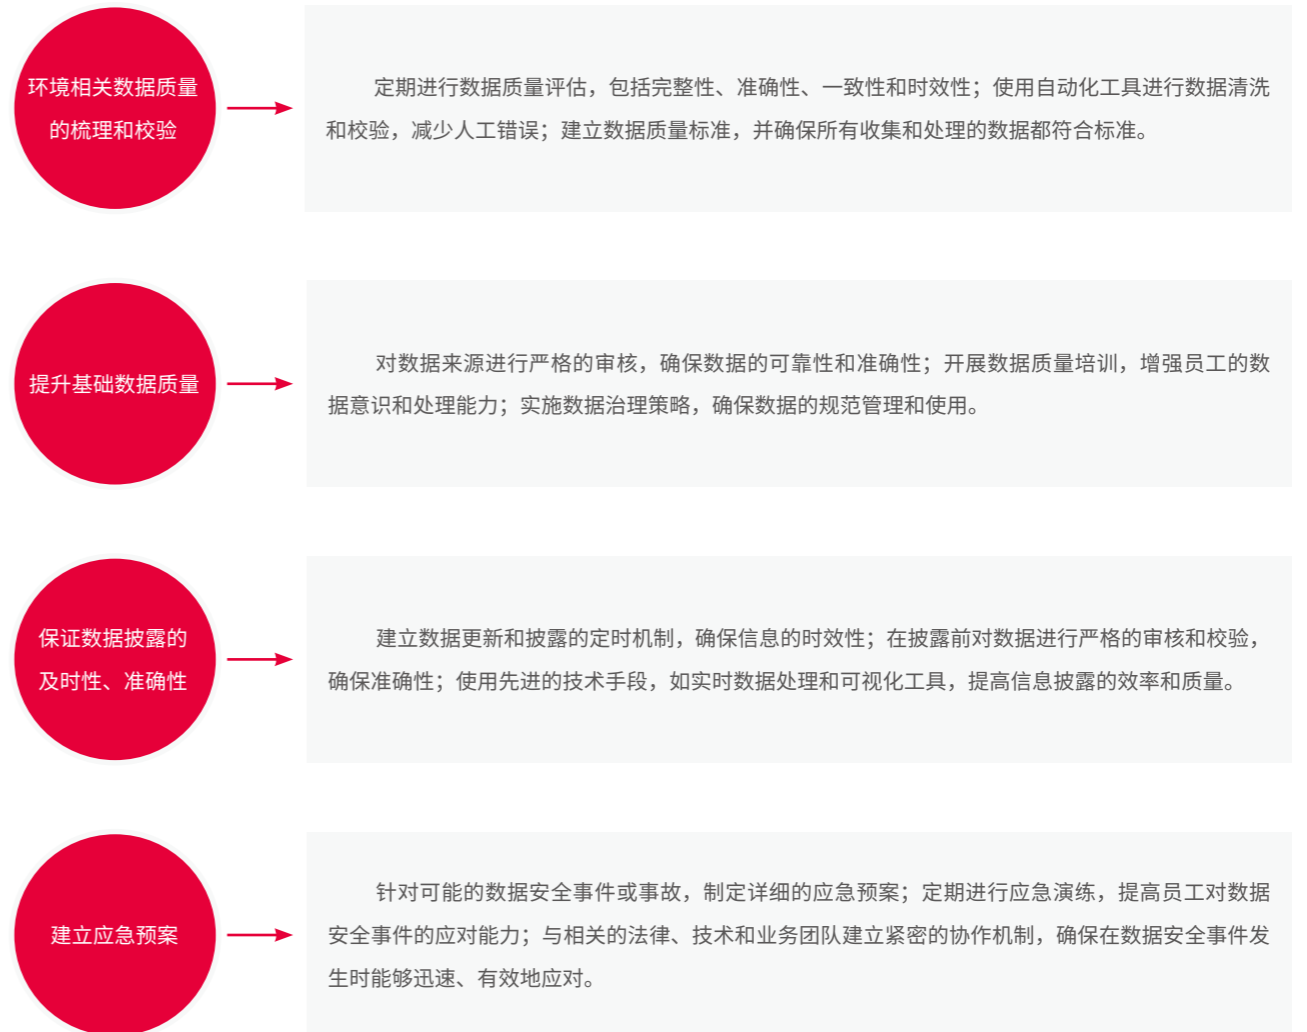 环境相关数据质量
的梳理和校验
定期进行数据质量评估，包括完整性、准确性、一致性和时效性；使用自动化工具进行数据清洗
和校验，减少人工错误；建立数据质量标准，并确保所有收集和处理的数据都符合标准。
提升基础数据质量
对数据来源进行严格的审核，确保数据的可靠性和准确性；开展数据质量培训，增强员工的数
据意识和处理能力；实施数据治理策略，确保数据的规范管理和使用。
保证数据披露的
及时性、准确性
建立数据更新和披露的定时机制，确保信息的时效性；在披露前对数据进行严格的审核和校验，
确保准确性；使用先进的技术手段，如实时数据处理和可视化工具，提高信息披露的效率和质量。
建立应急预案
针对可能的数据安全事件或事故，制定详细的应急预案；定期进行应急演练，提高员工对数据
安全事件的应对能力；与相关的法律、技术和业务团队建立紧密的协作机制，确保在数据安全事件发
生时能够迅速、有效地应对。